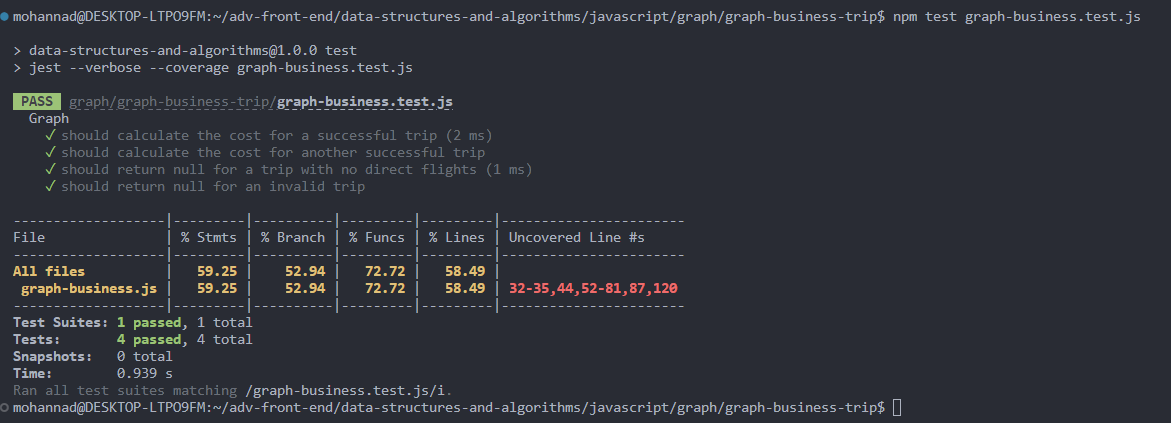 mohannad@DESKTOP-LTPO9FM:~/adv-front-end/data-structures-and-algorithms/javascript/graph/graph-business-trip$ npm test graph-business.test.js
> data-structures-and-algorithms@1.0.0 test
> jest --verbose --coverage graph-business.test.js
PASS graph/graph-business-trip/graph-business.test.js
Graph
✓ should calculate the cost for a successful trip (2 ms)
✓ should calculate the cost for another successful trip
✓ should return null for a trip with no direct flights (1 ms)
✓ should return null for an invalid trip
-------------------|---------|----------|---------|---------|-----------------------
File | % Stmts | % Branch | % Funcs | % Lines | Uncovered Line #s
-------------------|---------|----------|---------|---------|-----------------------
All files | 59.25 | 52.94 | 72.72 | 58.49 |
graph-business.js | 59.25 | 52.94 | 72.72 | 58.49 | 32-35,44,52-81,87,120
-------------------|---------|----------|---------|---------|-----------------------
Test Suites: 1 passed, 1 total
Tests: 4 passed, 4 total
Snapshots: 0 total
Time: 0.939 s
Ran all test suites matching /graph-business.test.js/i.
mohannad@DESKTOP-LTPO9FM:~/adv-front-end/data-structures-and-algorithms/javascript/graph/graph-business-trip$